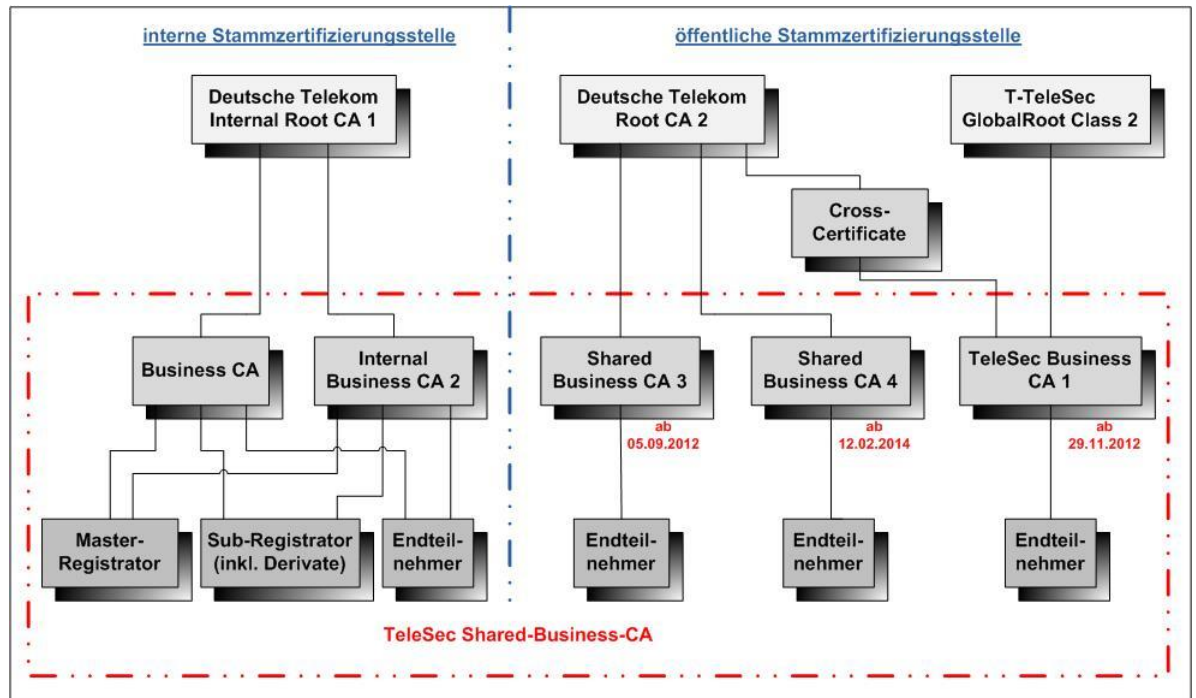 interne Stammzertifizierungsstelle
öffentliche Stammzertifizierungsstelle
Deutsche Telekom
Internal Root CA 1
Deutsche Telekom
Root CA 2
T-TeleSec
GlobalRoot Class 2
Cross-
Certificate
Business CA
Internal
Business CA 2
Shared
Business CA 3
Shared
Business CA 4
TeleSec Business
CA 1
ab
05.09.2012
ab
12.02.2014
ab
29.11.2012
Master-
Registrator
Sub-Registrator
(inkl. Derivate)
Endteil-
nehmer
Endteil-
nehmer
Endteil-
nehmer
Endteil-
nehmer
TeleSec Shared-Business-CA